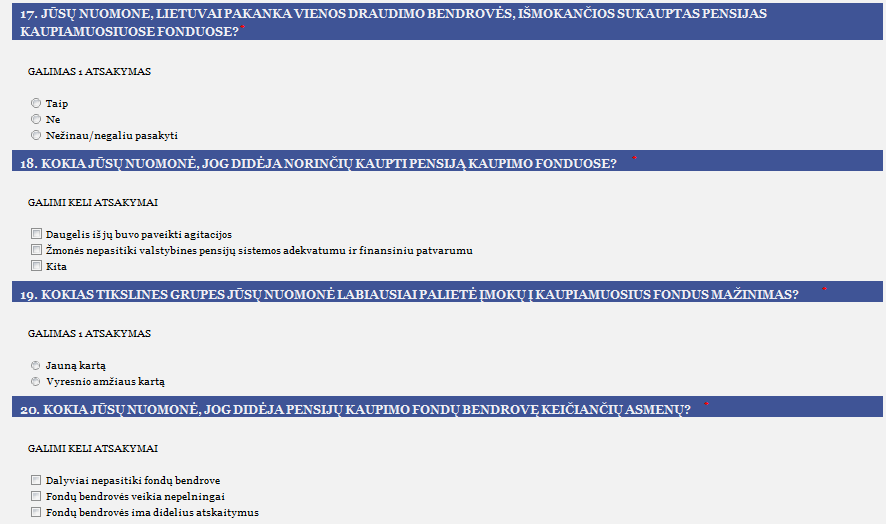 17. JŪSŲ NUOMONE, LIETUVAI PAKANKA VIENOS DRAUDIMO BENDROVĖS, IŠMOKANČIOS SUKAUPTAS PENSIJAS
KAUPIAMUOSIUOSE FONDUOSE?*
GALIMAS 1 ATSAKYMAS
Taip
Ne
Nežinau/negaliu pasakyti
18. KOKIA JŪSŲ NUOMONĖ, JOG DIDĖJA NORINČIŲ KAUPTI PENSIJĄ KAUPIMO FONDUOSE? *
GALIMI KELI ATSAKYMAI
Daugelis iš jų buvo paveikti agitacijos
Žmonės nepasitiki valstybines pensijų sistemos adekvatumu ir finansiniu patvarumu
Kita
19. KOKIAS TIKSLINES GRUPES JŪSŲ NUOMONĖ LABIAUSIAI PALIETĖ ĮMOKŲ Į KAUPIAMUOSIUS FONDUS MAŽINIMAS? *
GALIMAS 1 ATSAKYMAS
Jauną kartą
Vyresnio amžiaus kartą
20. KOKIA JŪSŲ NUOMONĖ, JOG DIDĖJA PENSIJŲ KAUPIMO FONDŲ BENDROVĘ KEIČIANČIŲ ASMENŲ? *
GALIMI KELI ATSAKYMAI
Dalyviai nepasitiki fondų bendrove
Fondų bendrovės veikia nepelningai
Fondų bendrovės ima didelius atskaitymus